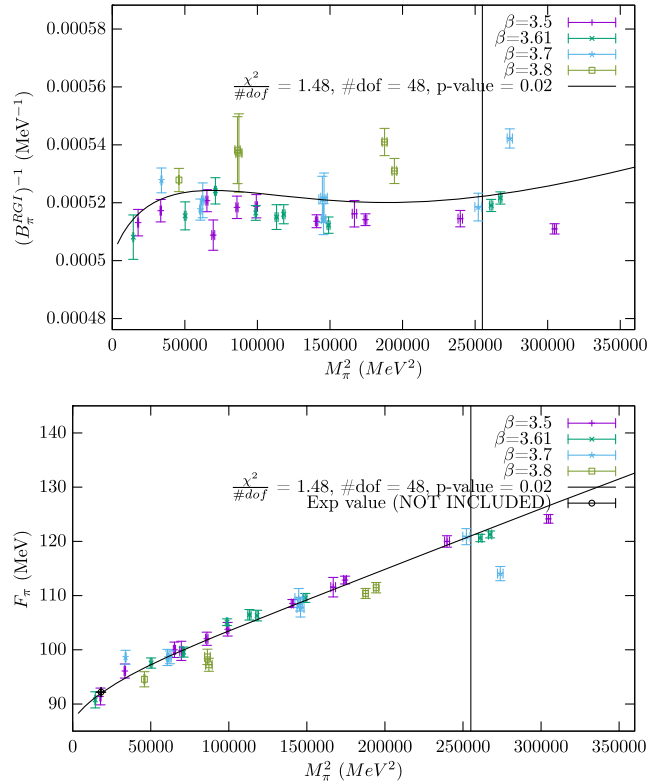 0.00058
0.00056
0.00054
0.00052
0.0005
0.00048
(B_π^{RGI})^{−1} (MeV^{−1})
β=3.5
β=3.61
β=3.7
β=3.8
χ²/#dof = 1.48, #dof = 48, p-value = 0.02
0 50000 100000 150000 200000 250000 300000 350000
M_π² (MeV²)
140
130
120
110
100
90
F_π (MeV)
β=3.5
β=3.61
β=3.7
β=3.8
χ²/#dof = 1.48, #dof = 48, p-value = 0.02
Exp value (NOT INCLUDED)
0 50000 100000 150000 200000 250000 300000 350000
M_π² (MeV²)